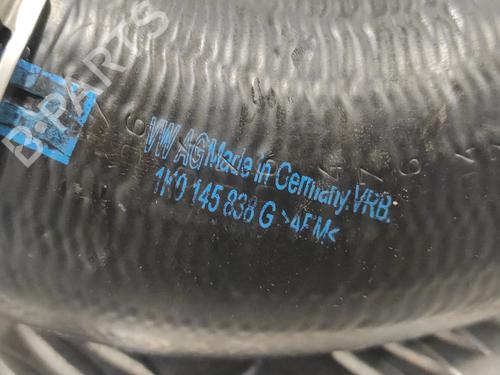 B-PARTS
VW AG Made in Germany. VRB.
1K0 145 838 G >AEM<